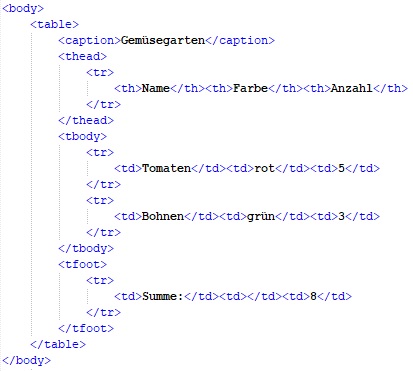 <body>
<table>
<caption>Gemüsegarten</caption>
<thead>
<tr>
<th>Name</th><th>Farbe</th><th>Anzahl</th>
</tr>
</thead>
<tbody>
<tr>
<td>Tomaten</td><td>rot</td><td>5</td>
</tr>
<tr>
<td>Bohnen</td><td>grün</td><td>3</td>
</tr>
</tbody>
<tfoot>
<tr>
<td>Summe:</td><td></td><td>8</td>
</tr>
</tfoot>
</table>
</body>